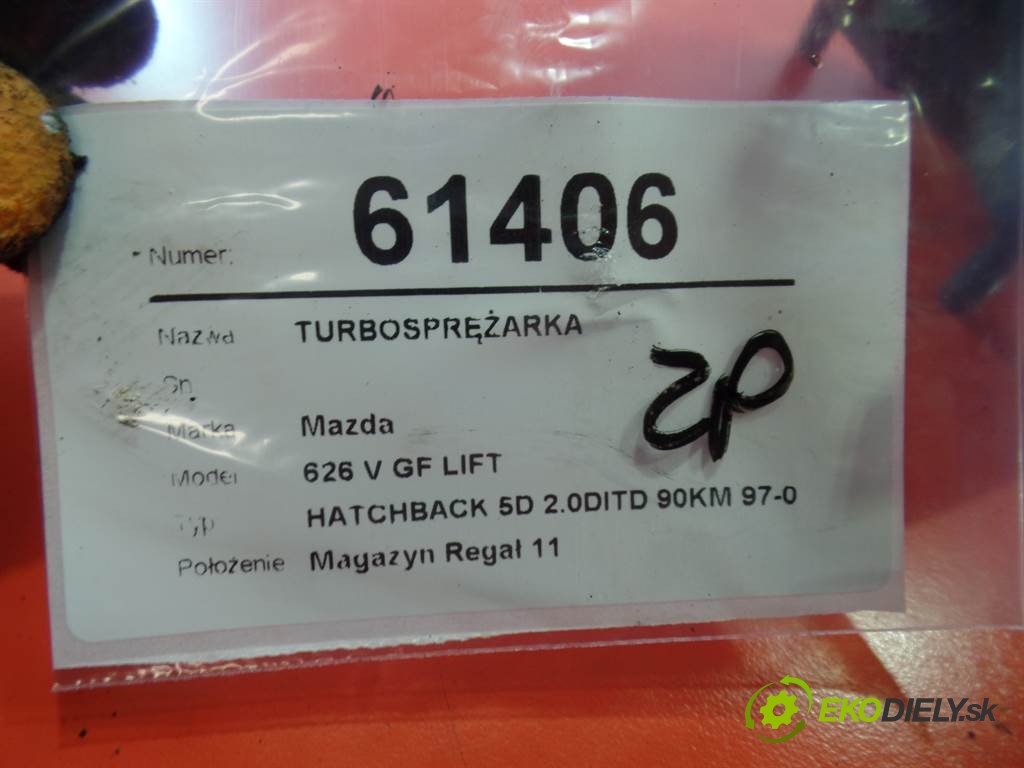 Numer: 61406
Nazwa TURBOSPRĘŻARKA
Sn
Marka Mazda
Model 626 V GF LIFT
Typ HATCHBACK 5D 2.0DITD 90KM 97-0
Położenie Magazyn Regał 11
ZP
EKODIELY.sk